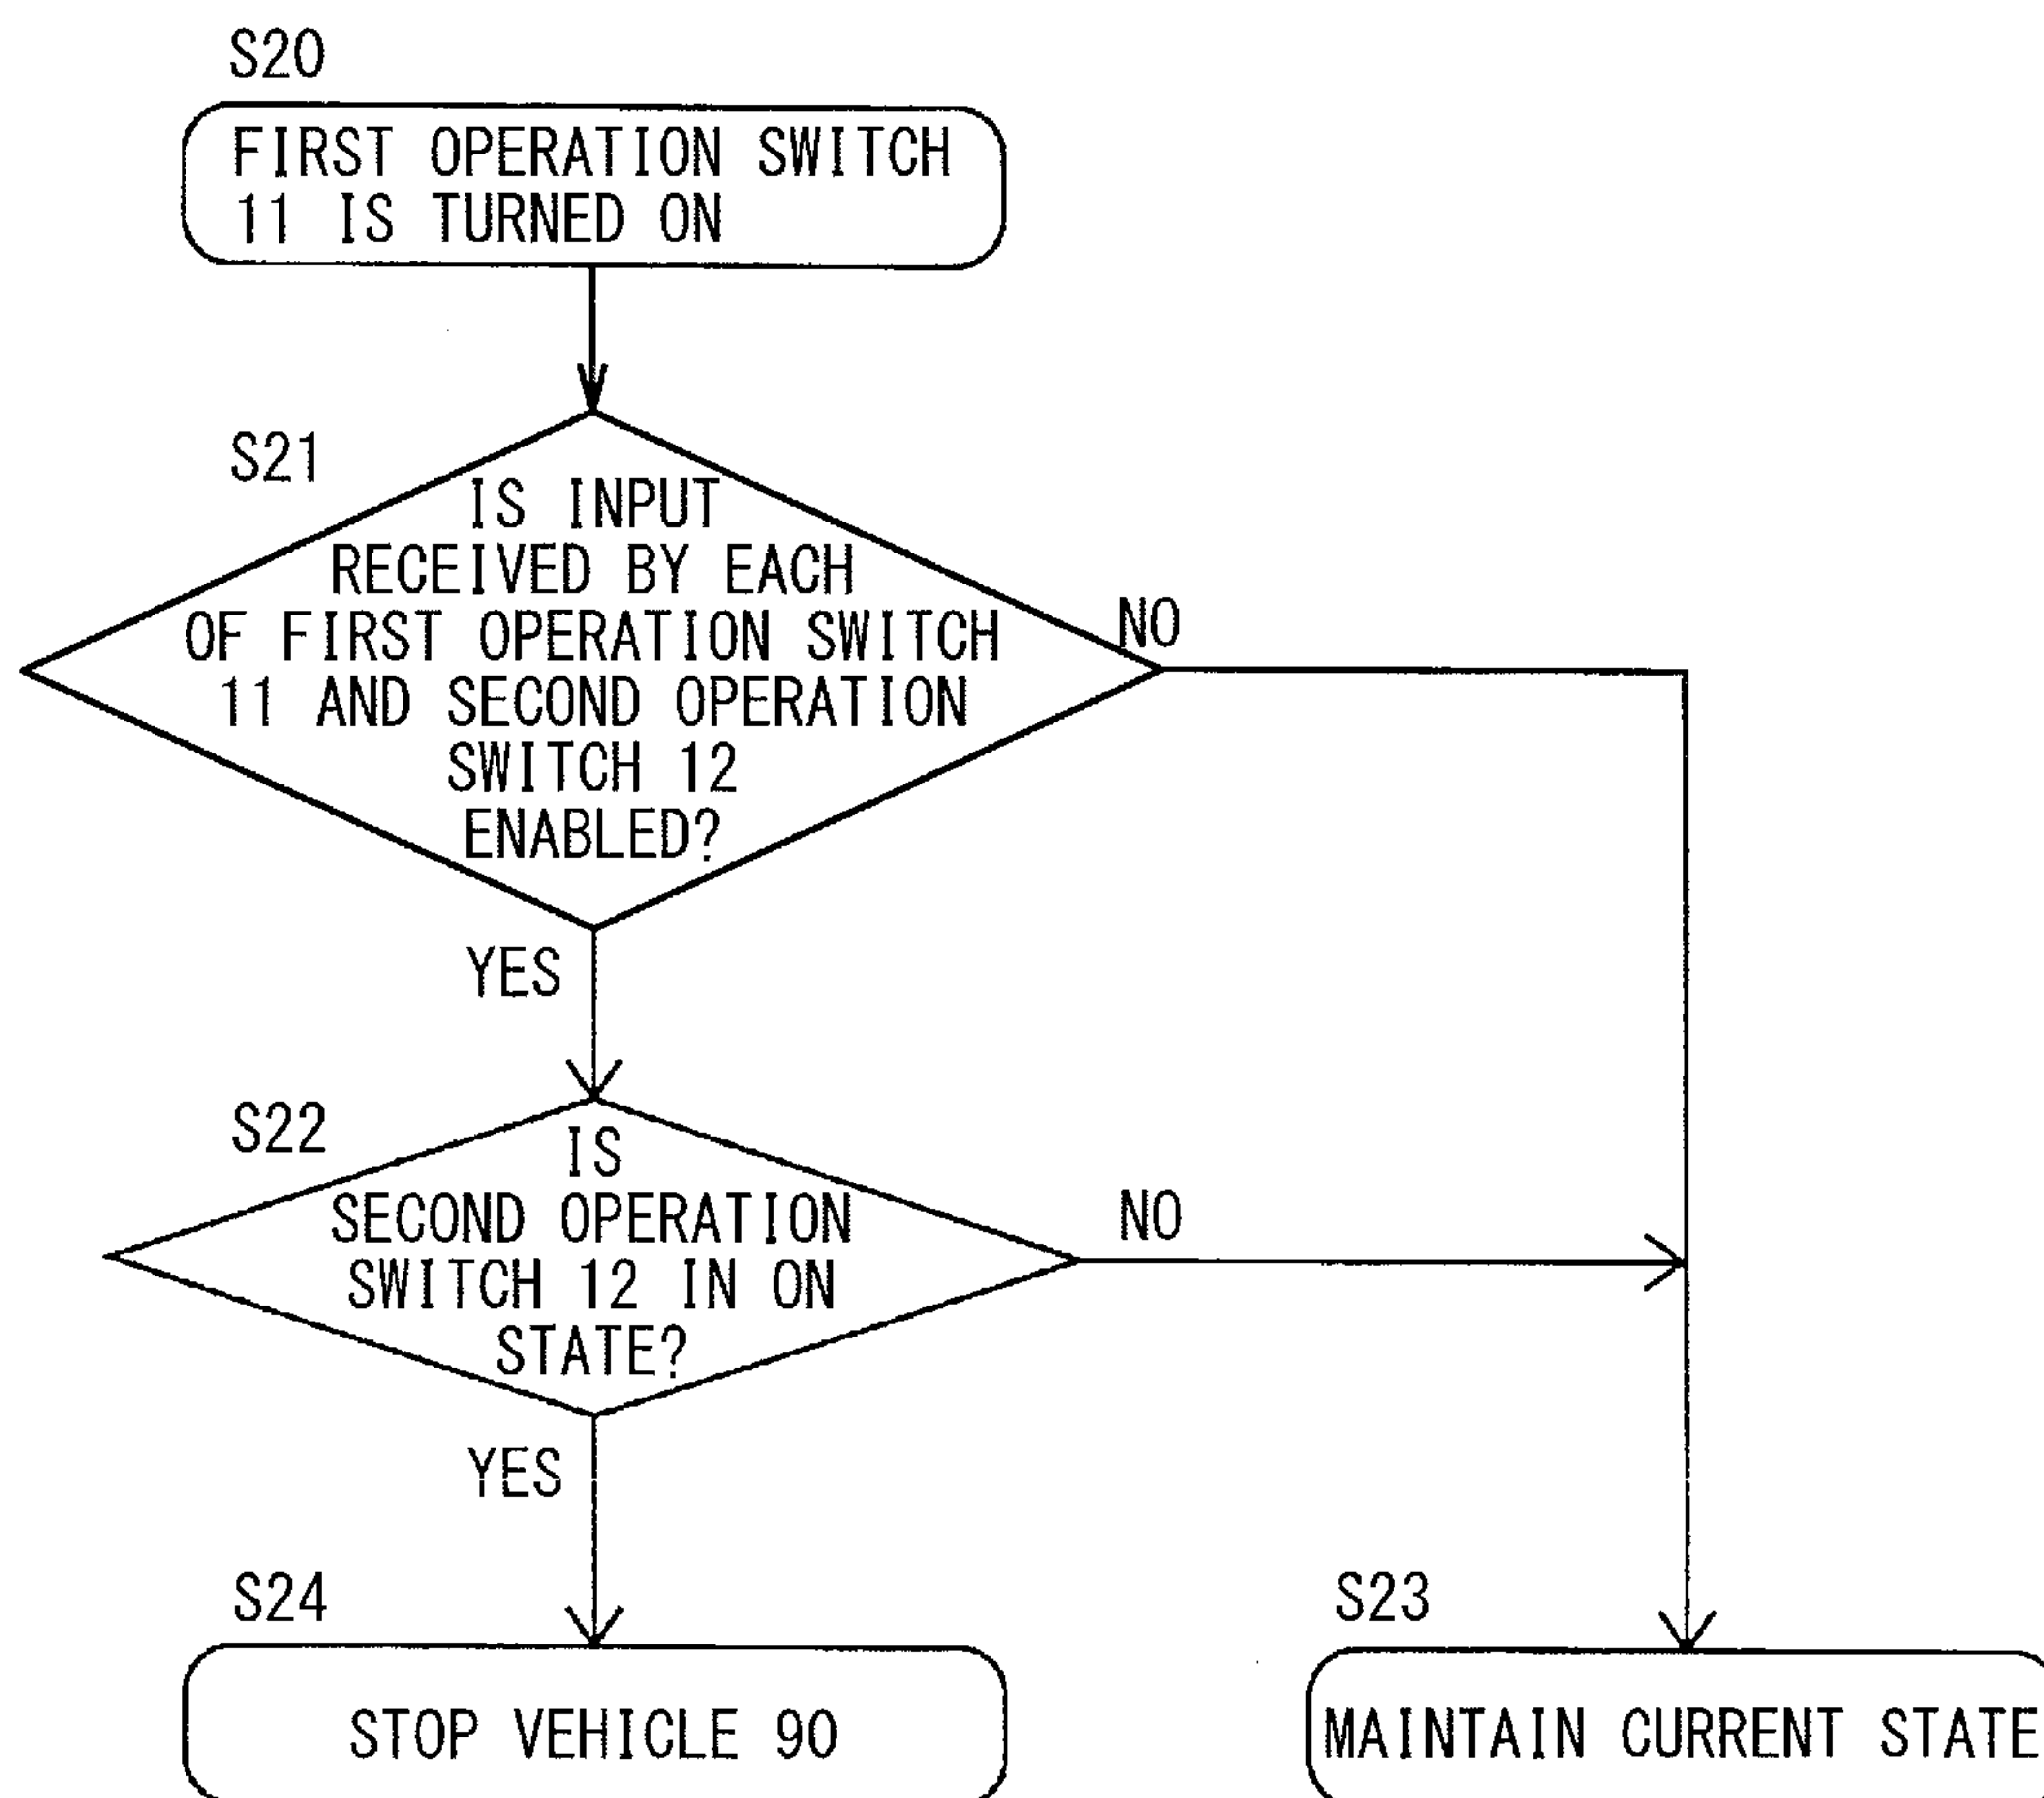 S20
FIRST OPERATION SWITCH
11 IS TURNED ON
S21
IS INPUT
RECEIVED BY EACH
OF FIRST OPERATION SWITCH
11 AND SECOND OPERATION
SWITCH 12
ENABLED?
NO
YES
S22
IS
SECOND OPERATION
SWITCH 12 IN ON
STATE?
NO
YES
S24
STOP VEHICLE 90
S23
MAINTAIN CURRENT STATE